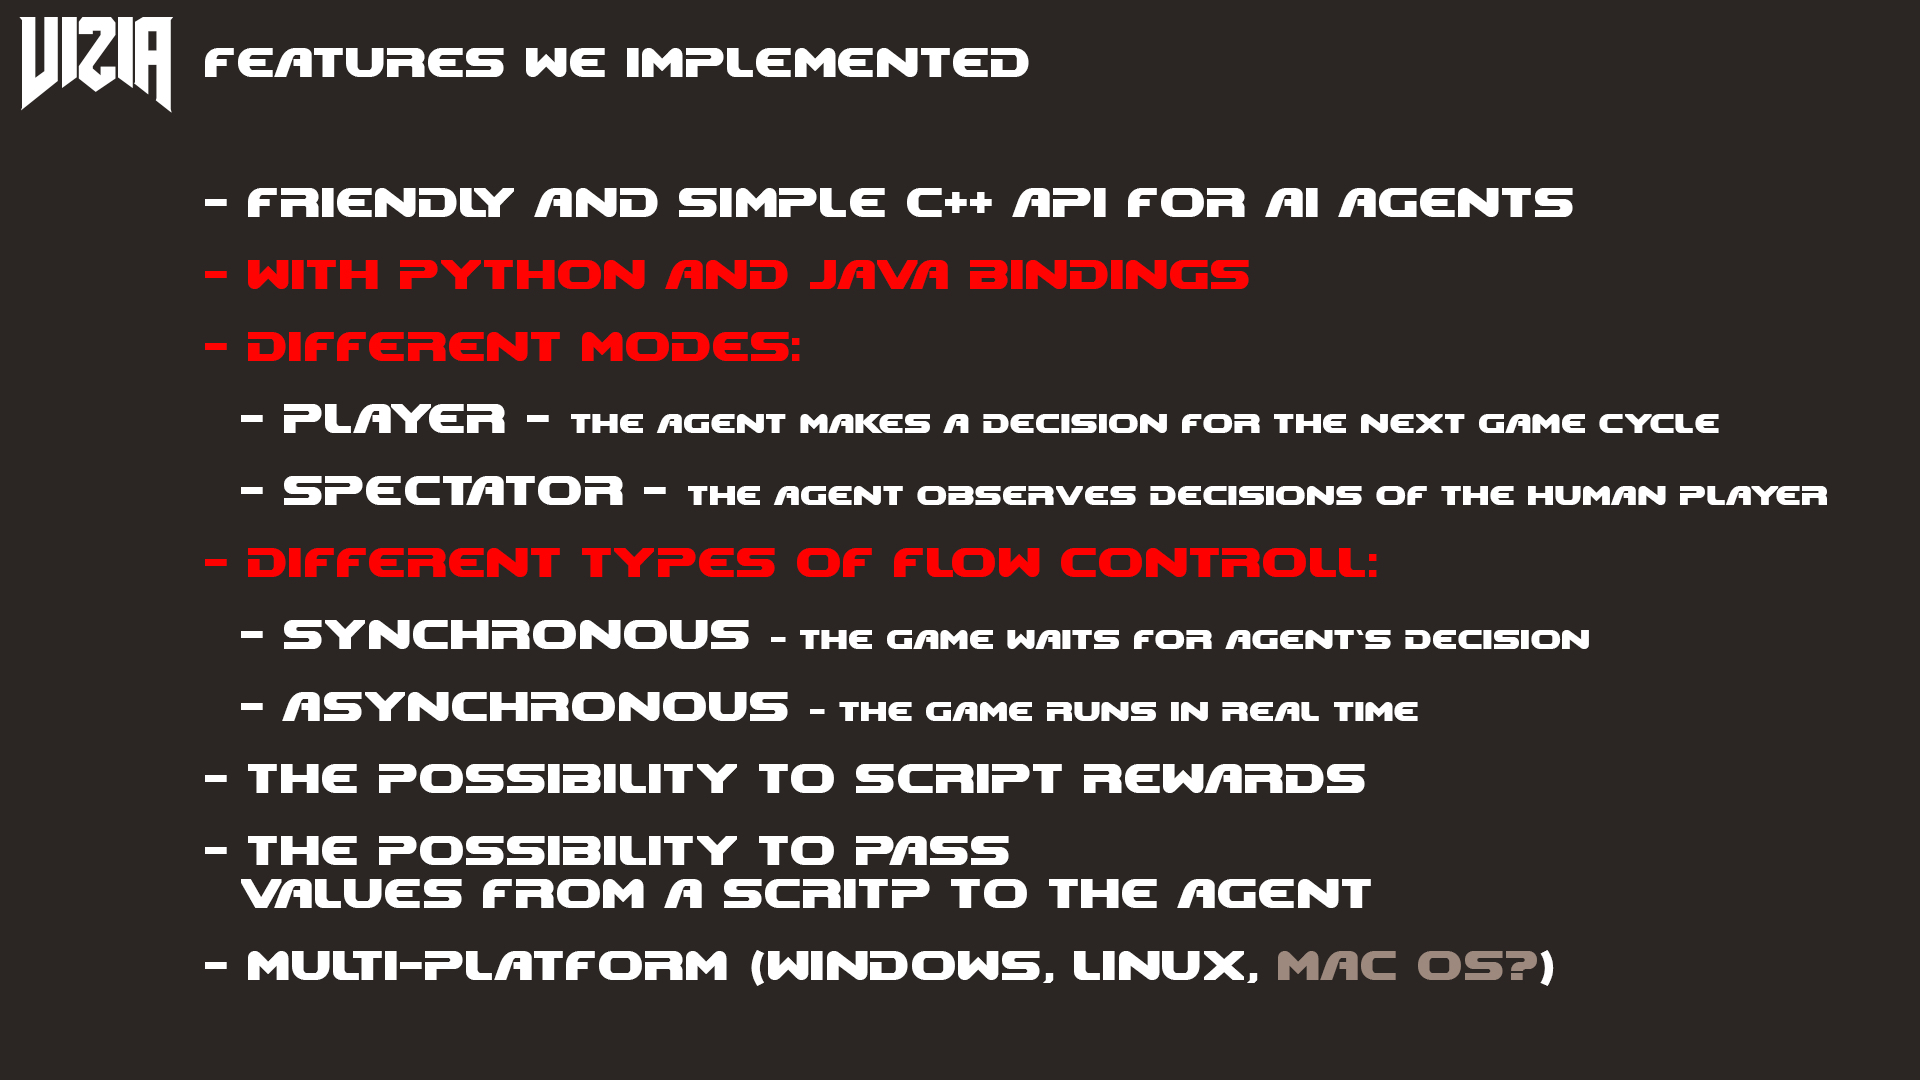 VIZIA
FEATURES WE IMPLEMENTED
- FRIENDLY AND SIMPLE C++ API FOR AI AGENTS
- WITH PYTHON AND JAVA BINDINGS
- DIFFERENT MODES:
- PLAYER - THE AGENT MAKES A DECISION FOR THE NEXT GAME CYCLE
- SPECTATOR - THE AGENT OBSERVES DECISIONS OF THE HUMAN PLAYER
- DIFFERENT TYPES OF FLOW CONTROLL:
- SYNCHRONOUS - THE GAME WAITS FOR AGENT`S DECISION
- ASYNCHRONOUS - THE GAME RUNS IN REAL TIME
- THE POSSIBILITY TO SCRIPT REWARDS
- THE POSSIBILITY TO PASS
VALUES FROM A SCRITP TO THE AGENT
- MULTI-PLATFORM (WINDOWS, LINUX, MAC OS?)